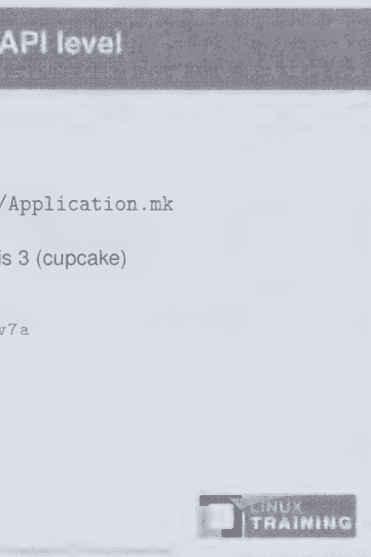 API level
/Application.mk
is 3 (cupcake)
v7a
LINUX
TRAINING